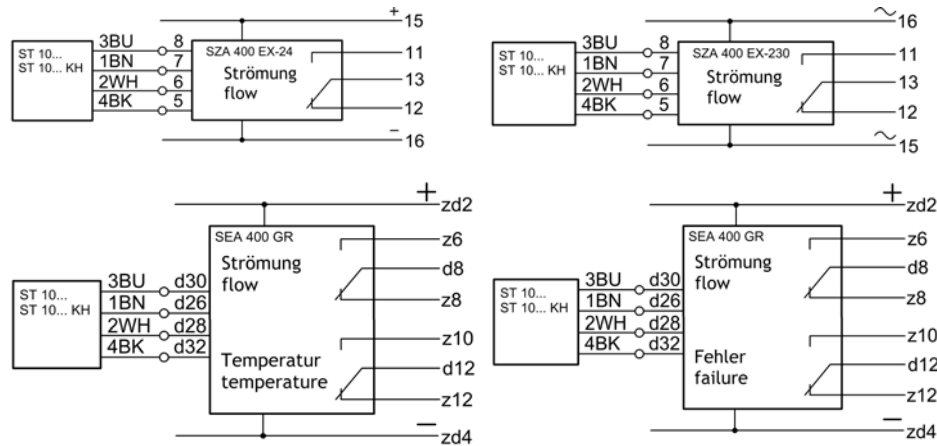 +
15
ST 10...
ST 10... KH
3BU
8
1BN
7
2WH
6
4BK
5
SZA 400 EX-24
Strömung
flow
11
13
12
–
16
~
16
ST 10...
ST 10... KH
3BU
8
1BN
7
2WH
6
4BK
5
SZA 400 EX-230
Strömung
flow
11
13
12
~
15
+
zd2
ST 10...
ST 10... KH
3BU
d30
1BN
d26
2WH
d28
4BK
d32
SEA 400 GR
Strömung
flow
Temperatur
temperature
z6
d8
z8
z10
d12
z12
–
zd4
+
zd2
ST 10...
ST 10... KH
3BU
d30
1BN
d26
2WH
d28
4BK
d32
SEA 400 GR
Strömung
flow
Fehler
failure
z6
d8
z8
z10
d12
z12
–
zd4